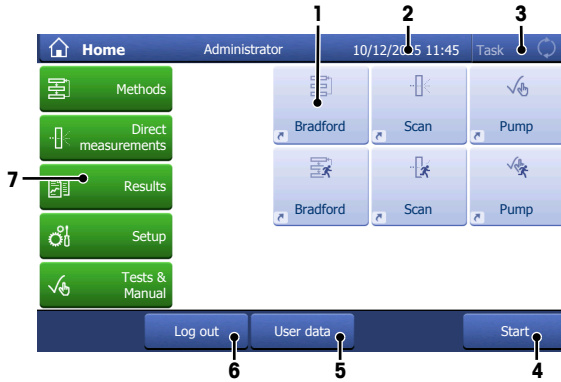 1 2 3
Home Administrator 10/12/2015 11:45 Task
Methods
Direct
measurements
7
Results
Setup
Tests &
Manual
Bradford Scan Pump
Bradford Scan Pump
Log out User data Start
6 5 4